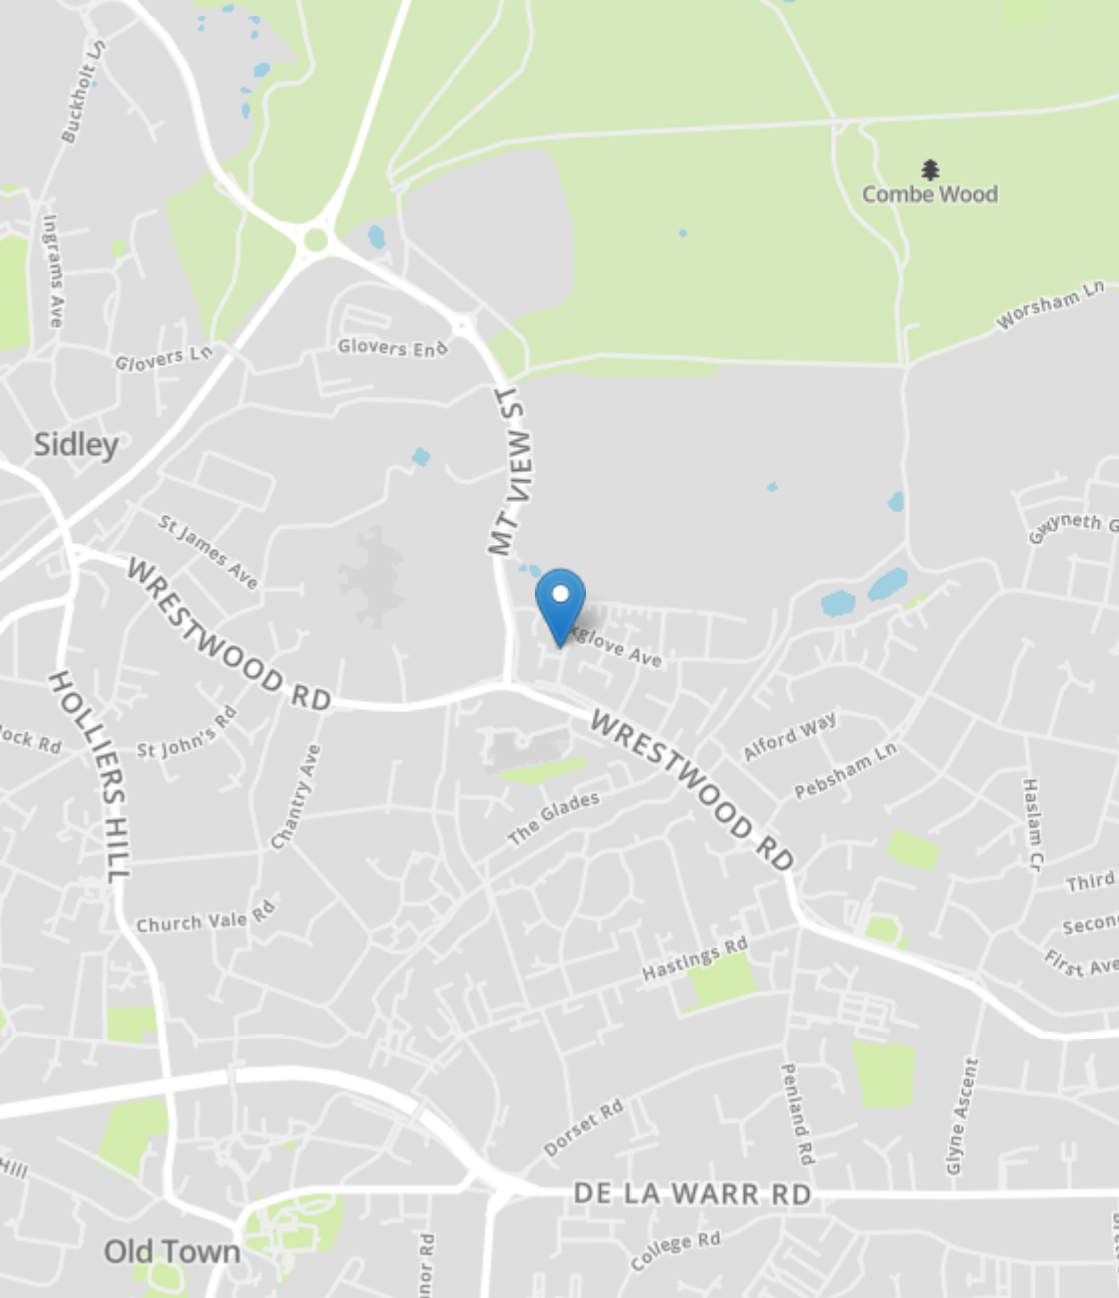 Buckholt Ln
Combe Wood
Ingrams Ave
Worsham Ln
Glovers Ln
Glovers End
MT VIEW ST
Sidley
St James Ave
Gwyneth G
WRESTWOOD RD
xglove Ave
HOLLIERS HILL
ock Rd
St John's Rd
Chantry Ave
WRESTWOOD RD
Alford Way
Pebsham Ln
The Glades
Haslam Cr
Third
Church Vale Rd
Secon
Hastings Rd
First Ave
Penland Rd
Glyne Ascent
Dorset Rd
Hill
DE LA WARR RD
Old Town
College Rd
nor Rd